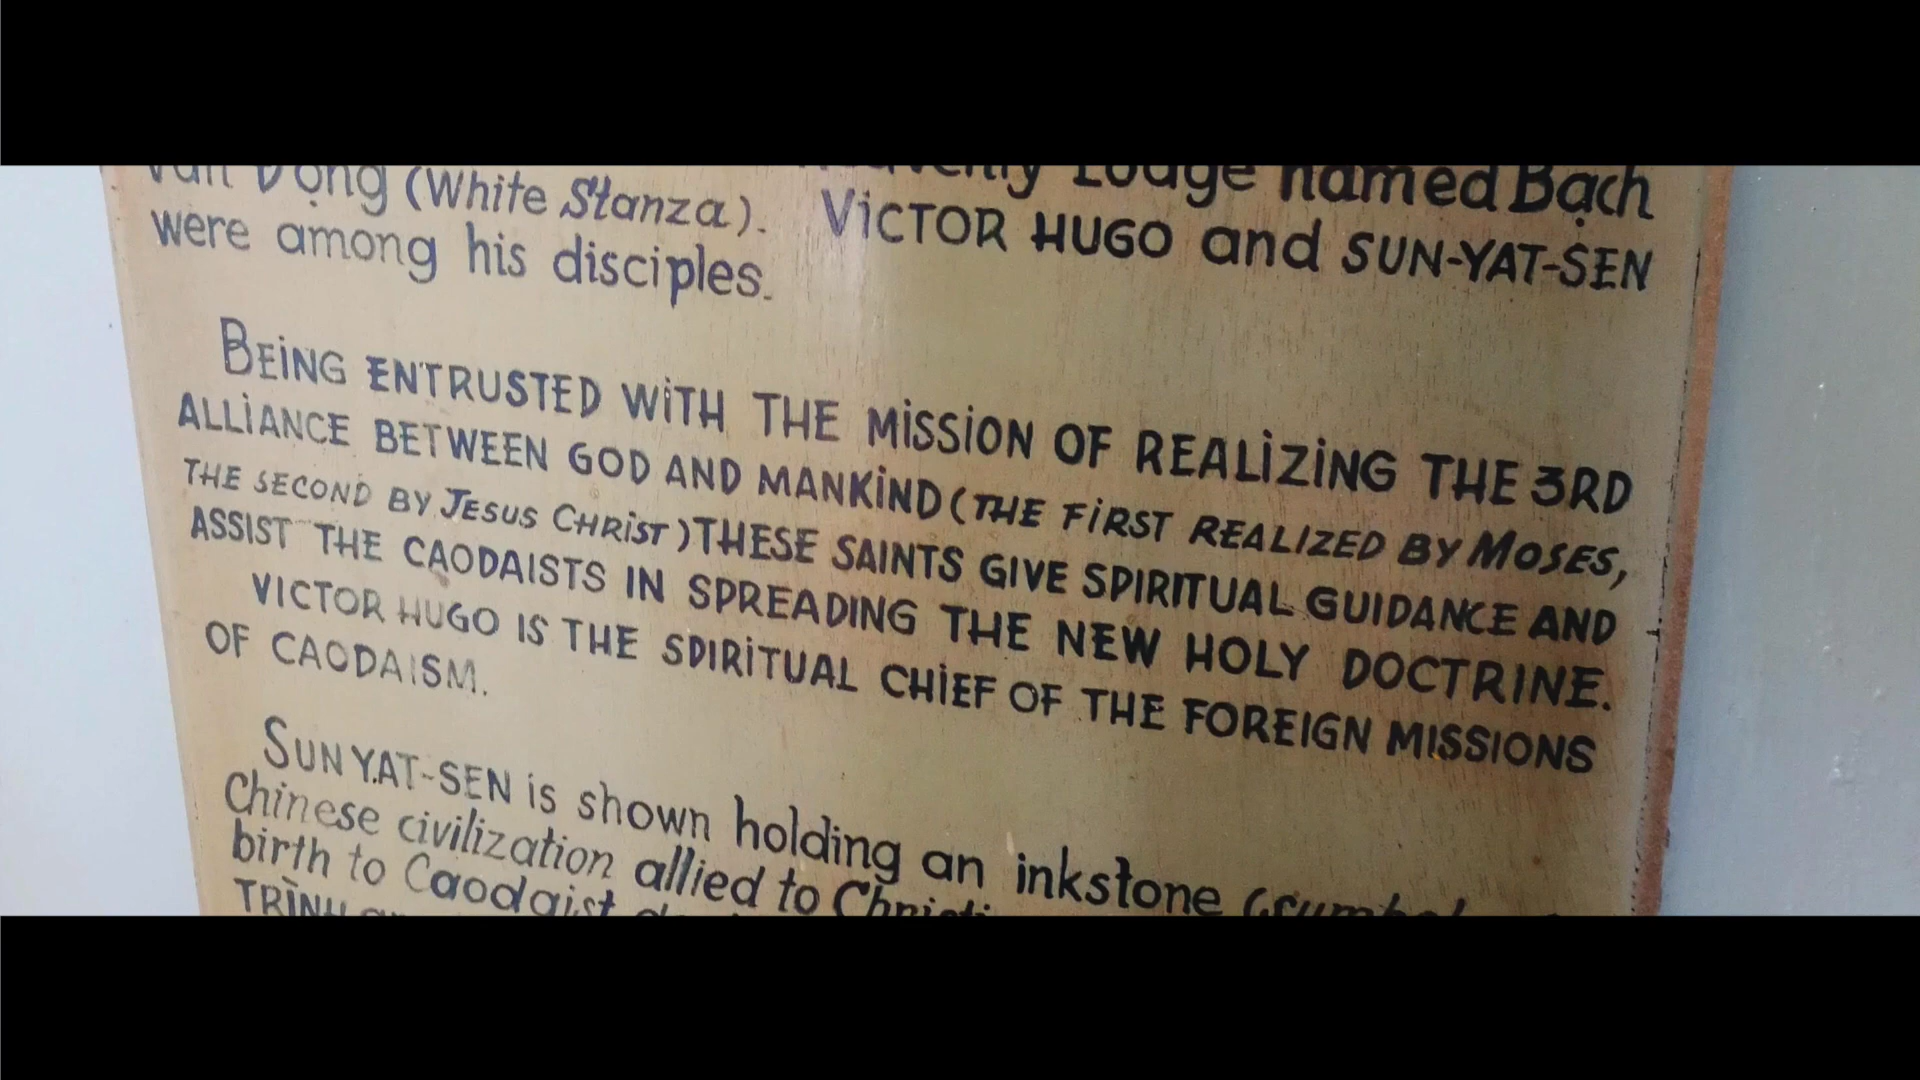 Lodge named Bạch
Vân Động (White Stanza). VICTOR HUGO and SUN-YAT-SEN
were among his disciples.
BEING ENTRUSTED WITH THE MISSION OF REALIZING THE 3RD
ALLIANCE BETWEEN GOD AND MANKIND (THE FIRST REALIZED BY MOSES,
THE SECOND BY JESUS CHRIST) THESE SAINTS GIVE SPIRITUAL GUIDANCE AND
ASSIST THE CAODAISTS IN SPREADING THE NEW HOLY DOCTRINE.
VICTOR HUGO IS THE SPIRITUAL CHIEF OF THE FOREIGN MISSIONS
OF CAODAISM.
SUN YAT-SEN is shown holding an inkstone
Chinese civilization allied to
birth to Caodaist
TRÌNH